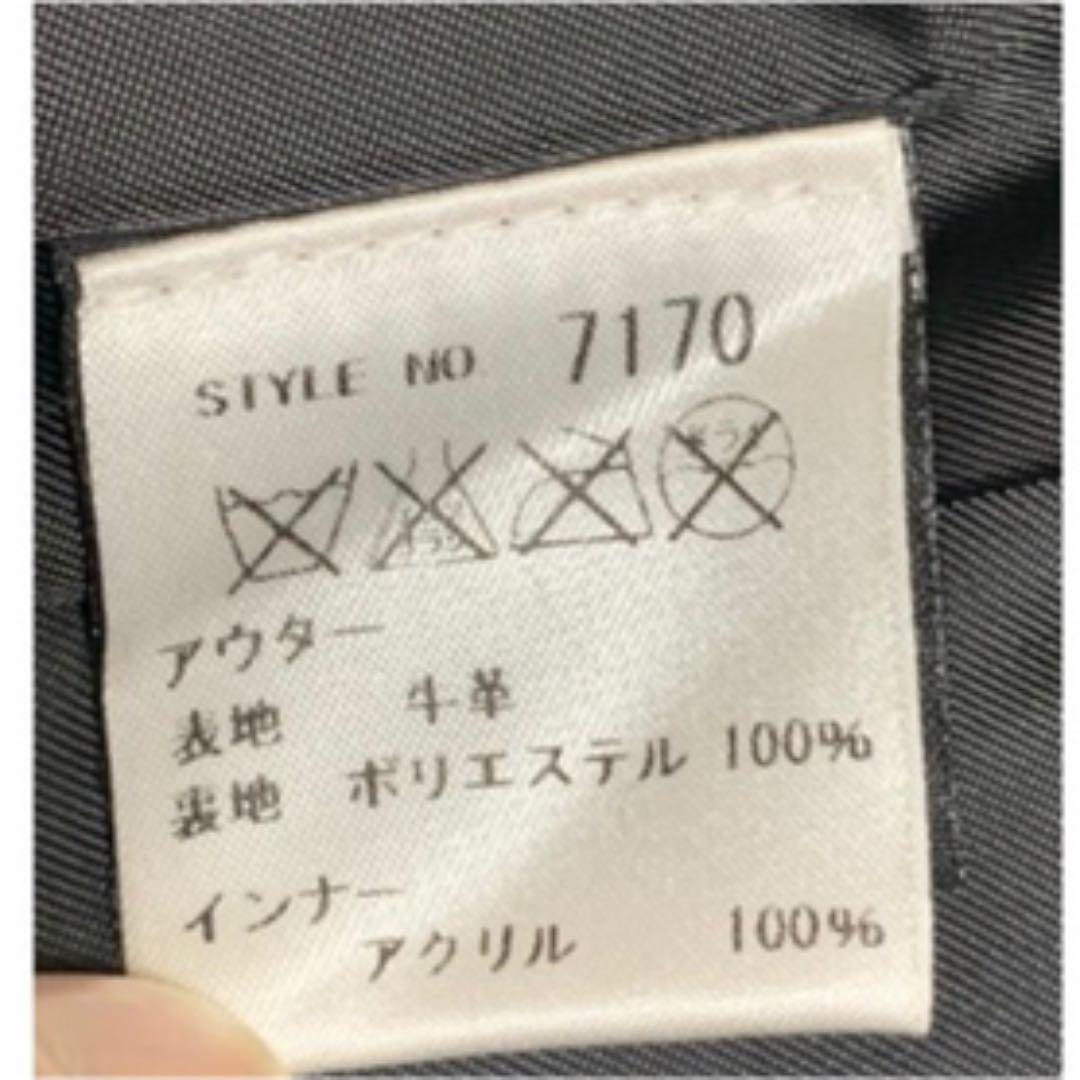 STYLE NO 7170
アウター
表地 牛革
裏地 ポリエステル 100%
インナー
アクリル 100%